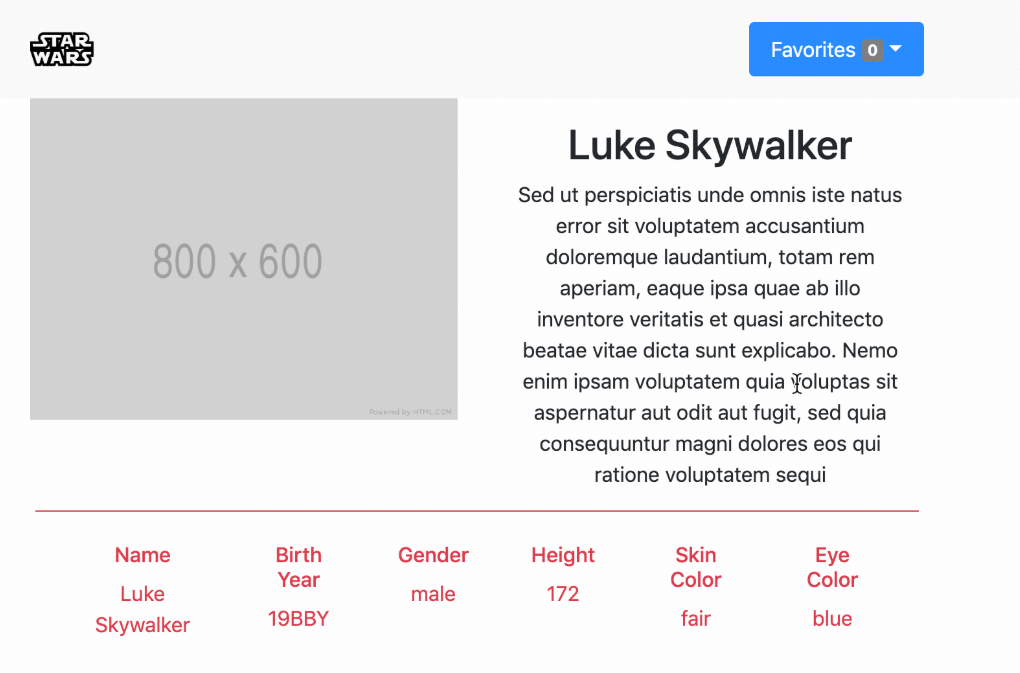 STAR
WARS
Favorites 0
800 x 600
Powered by HTML.COM
Luke Skywalker
Sed ut perspiciatis unde omnis iste natus
error sit voluptatem accusantium
doloremque laudantium, totam rem
aperiam, eaque ipsa quae ab illo
inventore veritatis et quasi architecto
beatae vitae dicta sunt explicabo. Nemo
enim ipsam voluptatem quia voluptas sit
aspernatur aut odit aut fugit, sed quia
consequuntur magni dolores eos qui
ratione voluptatem sequi
Name
Luke
Skywalker
Birth
Year
19BBY
Gender
male
Height
172
Skin
Color
fair
Eye
Color
blue